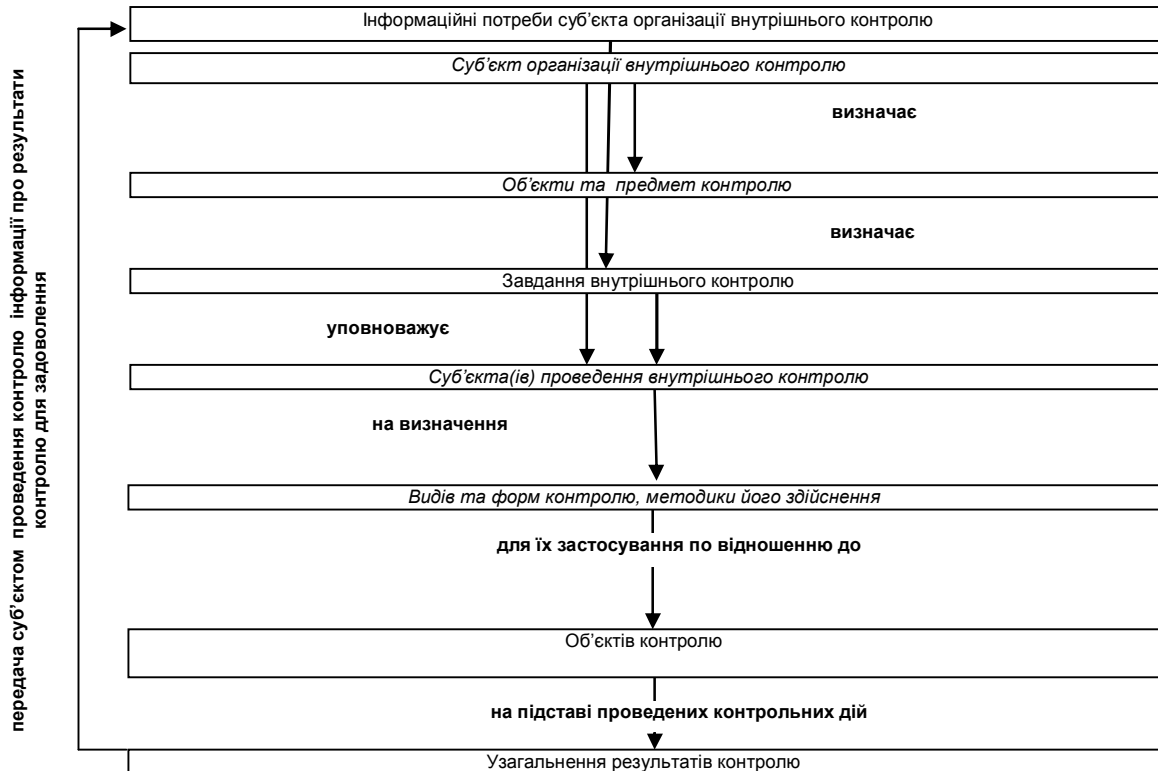 Інформаційні потреби суб’єкта організації внутрішнього контролю
Суб’єкт організації внутрішнього контролю
визначає
Об’єкти та предмет контролю
визначає
Завдання внутрішнього контролю
уповноважує
Суб’єкта(ів) проведення внутрішнього контролю
на визначення
Видів та форм контролю, методики його здійснення
для їх застосування по відношенню до
Об’єктів контролю
на підставі проведених контрольних дій
Узагальнення результатів контролю
передача суб’єктом проведення контролю інформації про результати
контролю для задоволення